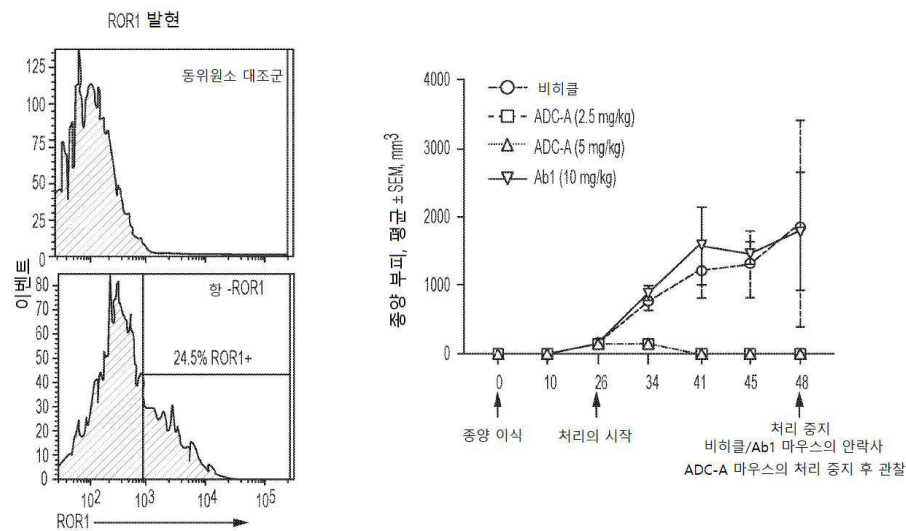 ROR1 발현
이벤트
125
100
75
50
25
0
동위원소 대조군
80
70
60
50
40
30
20
10
0
항 -ROR1
24.5% ROR1+
10² 10³ 10⁴ 10⁵
ROR1
종양 부피, 평균 ± SEM, mm³
4000
3000
2000
1000
0
비히클
ADC-A (2.5 mg/kg)
ADC-A (5 mg/kg)
Ab1 (10 mg/kg)
0 10 26 34 41 45 48
종양 이식
처리의 시작
처리 중지
비히클/Ab1 마우스의 안락사
ADC-A 마우스의 처리 중지 후 관찰